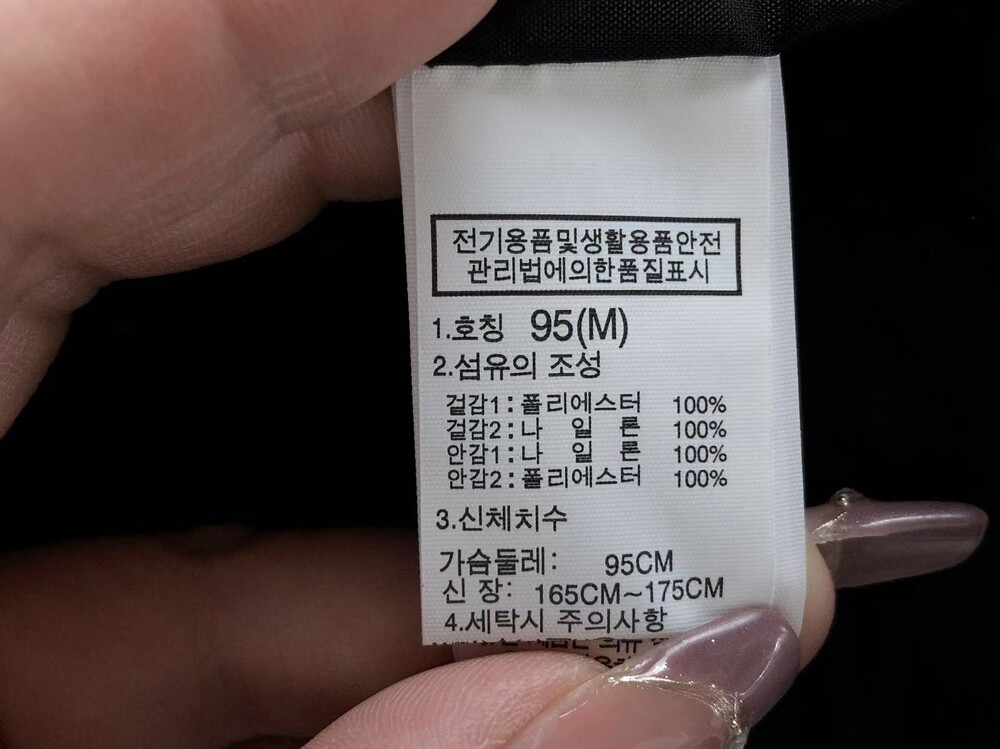 전기용품및생활용품안전
관리법에의한품질표시
1.호칭 95(M)
2.섬유의 조성
겉감1:폴리에스터 100%
겉감2:나 일 론 100%
안감1:나 일 론 100%
안감2:폴리에스터 100%
3.신체치수
가슴둘레: 95CM
신 장: 165CM~175CM
4.세탁시 주의사항